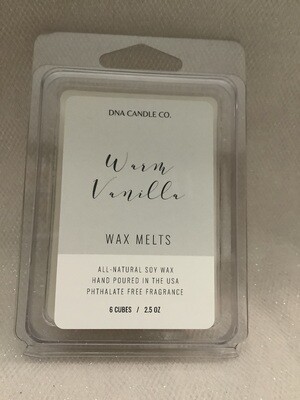 DNA CANDLE CO.
Warm
Vanilla
WAX MELTS
ALL-NATURAL SOY WAX
HAND POURED IN THE USA
PHTHALATE FREE FRAGRANCE
6 CUBES / 2.5 OZ